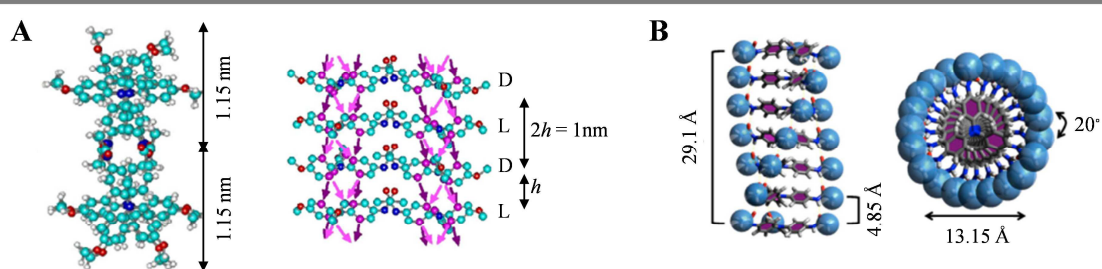 A
1.15 nm
1.15 nm
D
L
2h = 1nm
D
h
L
B
29.1 Å
4.85 Å
20°
13.15 Å